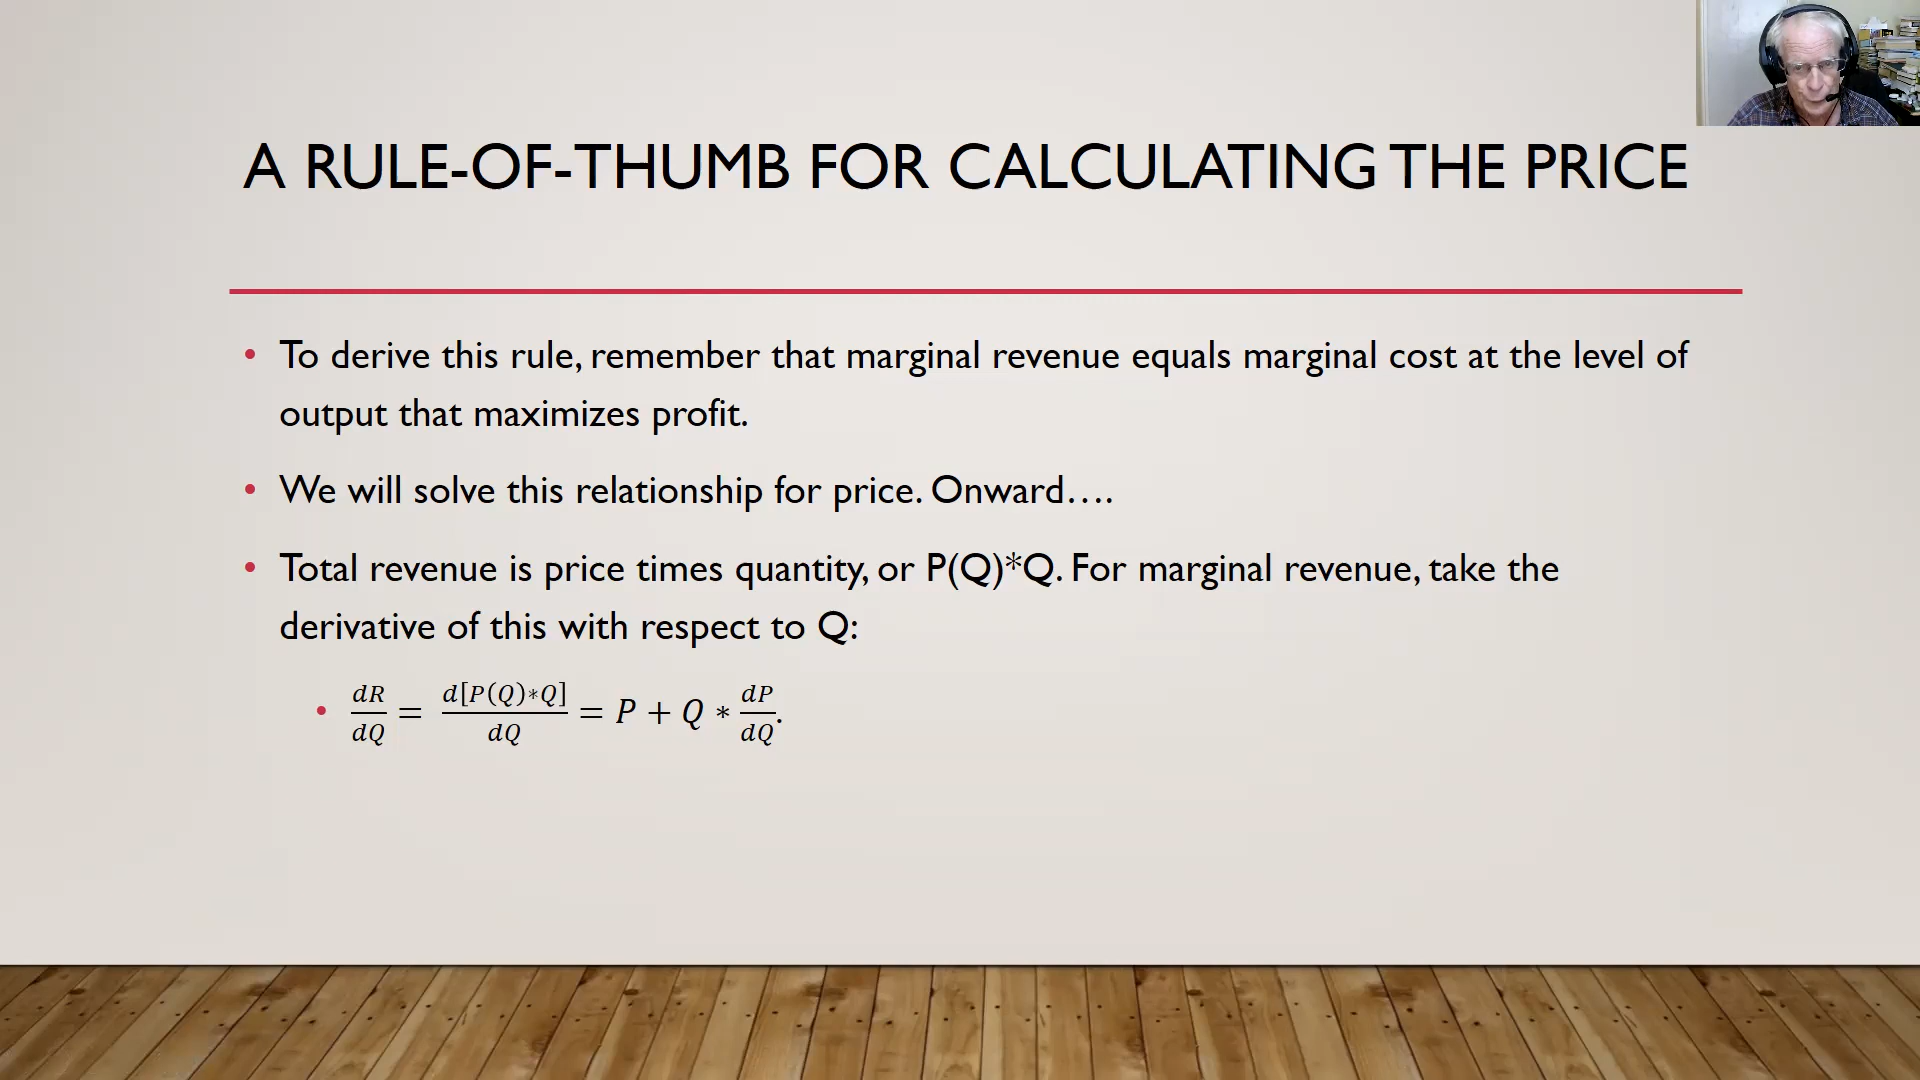 A RULE-OF-THUMB FOR CALCULATING THE PRICE
• To derive this rule, remember that marginal revenue equals marginal cost at the level of
output that maximizes profit.
• We will solve this relationship for price. Onward….
• Total revenue is price times quantity, or P(Q)*Q. For marginal revenue, take the
derivative of this with respect to Q:
• dR/dQ = d[P(Q)∗Q]/dQ = P + Q ∗ dP/dQ.